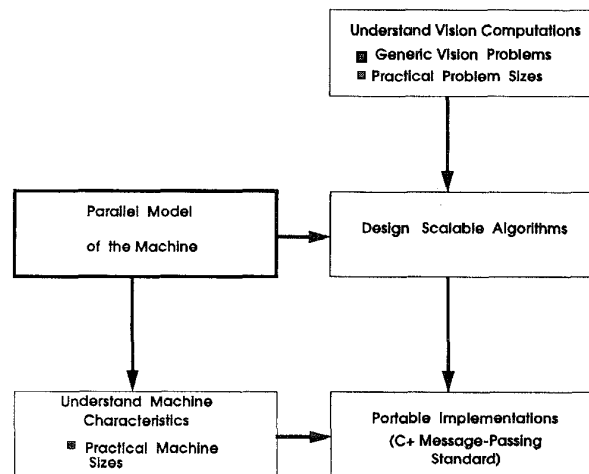 Understand Vision Computations
Generic Vision Problems
Practical Problem Sizes
Parallel Model
of the Machine
Design Scalable Algorithms
Understand Machine
Characteristics
Practical Machine
Sizes
Portable Implementations
(C+ Message-Passing
Standard)